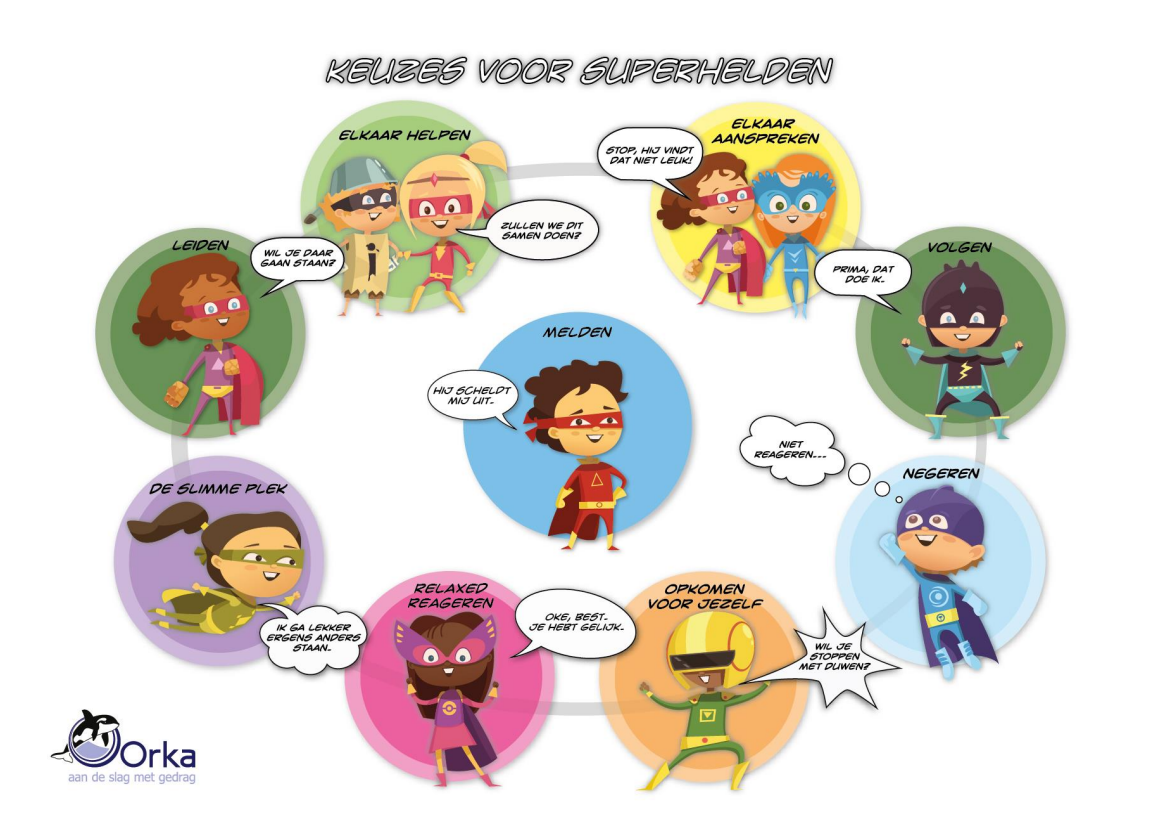 KEUZES VOOR SUPERHELDEN
ELKAAR HELPEN
ZULLEN WE DIT
SAMEN DOEN?
ELKAAR
AANSPREKEN
STOP, HIJ VINDT
DAT NIET LEUK!
LEIDEN
WIL JE DAAR
GAAN STAAN?
VOLGEN
PRIMA, DAT
DOE IK.
MELDEN
HIJ SCHELDT
MIJ UIT.
NEGEREN
NIET
REAGEREN...
DE SLIMME PLEK
IK GA LEKKER
ERGENS ANDERS
STAAN.
RELAXED
REAGEREN
OKE, BEST.
JE HEBT GELIJK.
OPKOMEN
VOOR JEZELF
WIL JE
STOPPEN
MET DUWEN?
Orka
aan de slag met gedrag